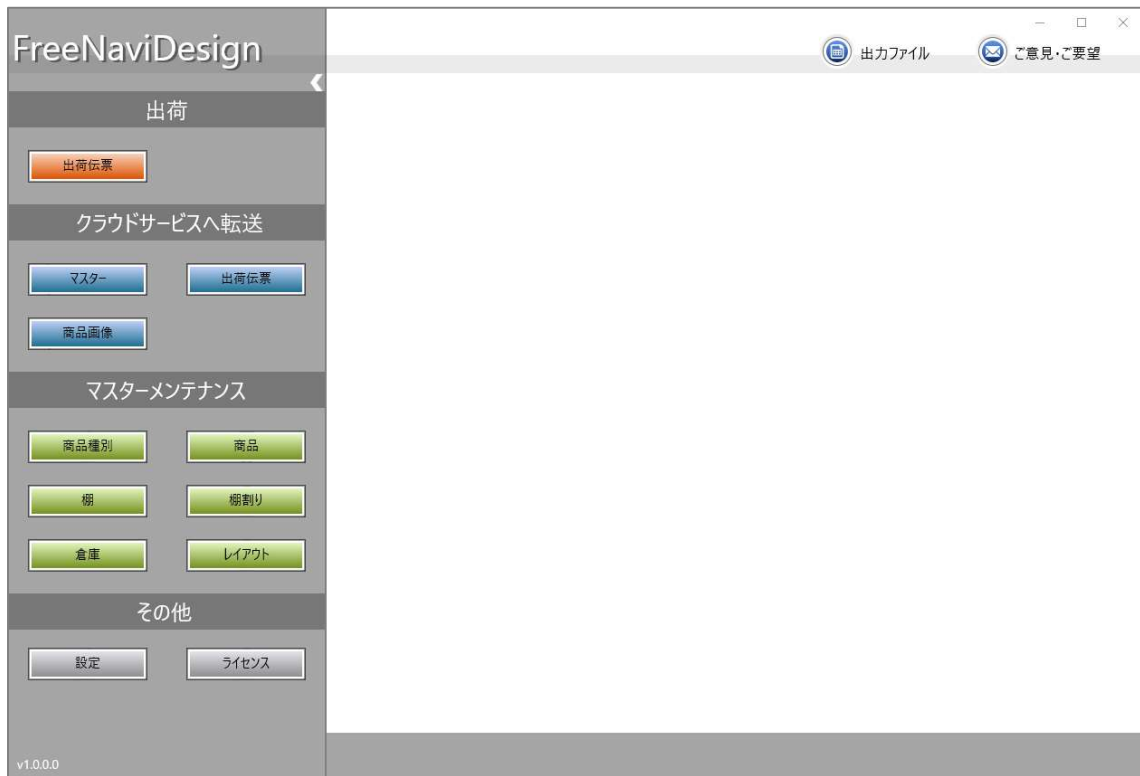 FreeNaviDesign
出力ファイル
ご意見・ご要望
出荷
出荷伝票
クラウドサービスへ転送
マスター
出荷伝票
商品画像
マスターメンテナンス
商品種別
商品
棚
棚割り
倉庫
レイアウト
その他
設定
ライセンス
v1.0.0.0